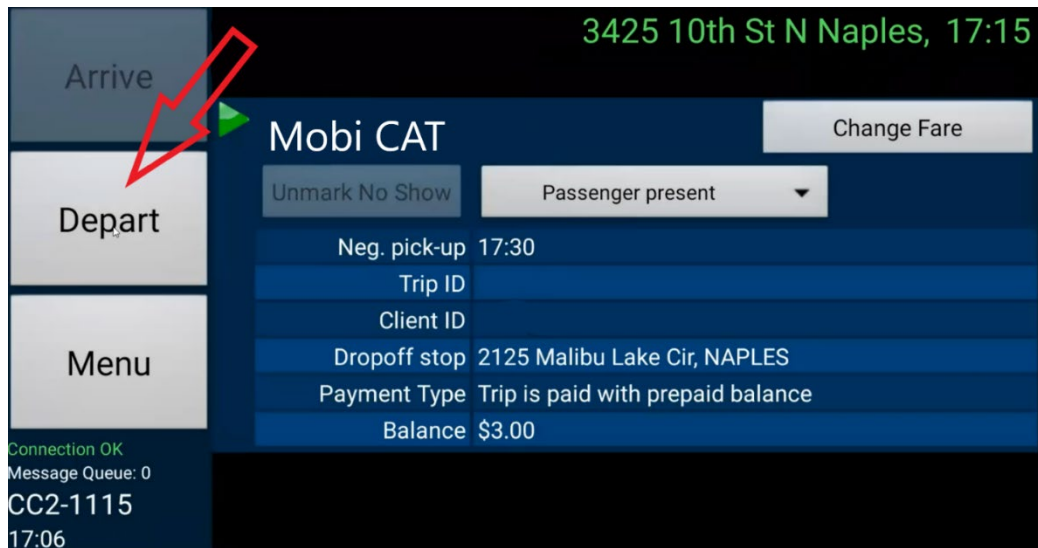 3425 10th St N Naples, 17:15
Arrive
Depart
Menu
Connection OK
Message Queue: 0
CC2-1115
17:06
Mobi CAT
Change Fare
Unmark No Show
Passenger present
Neg. pick-up 17:30
Trip ID
Client ID
Dropoff stop 2125 Malibu Lake Cir, NAPLES
Payment Type Trip is paid with prepaid balance
Balance $3.00